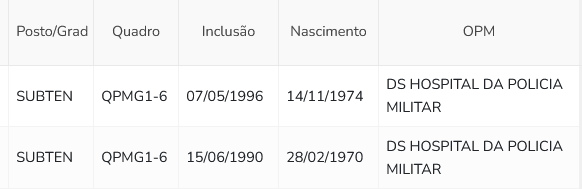 Posto/Grad Quadro Inclusão Nascimento OPM
SUBTEN QPMG1-6 07/05/1996 14/11/1974 DS HOSPITAL DA POLICIA
MILITAR
SUBTEN QPMG1-6 15/06/1990 28/02/1970 DS HOSPITAL DA POLICIA
MILITAR